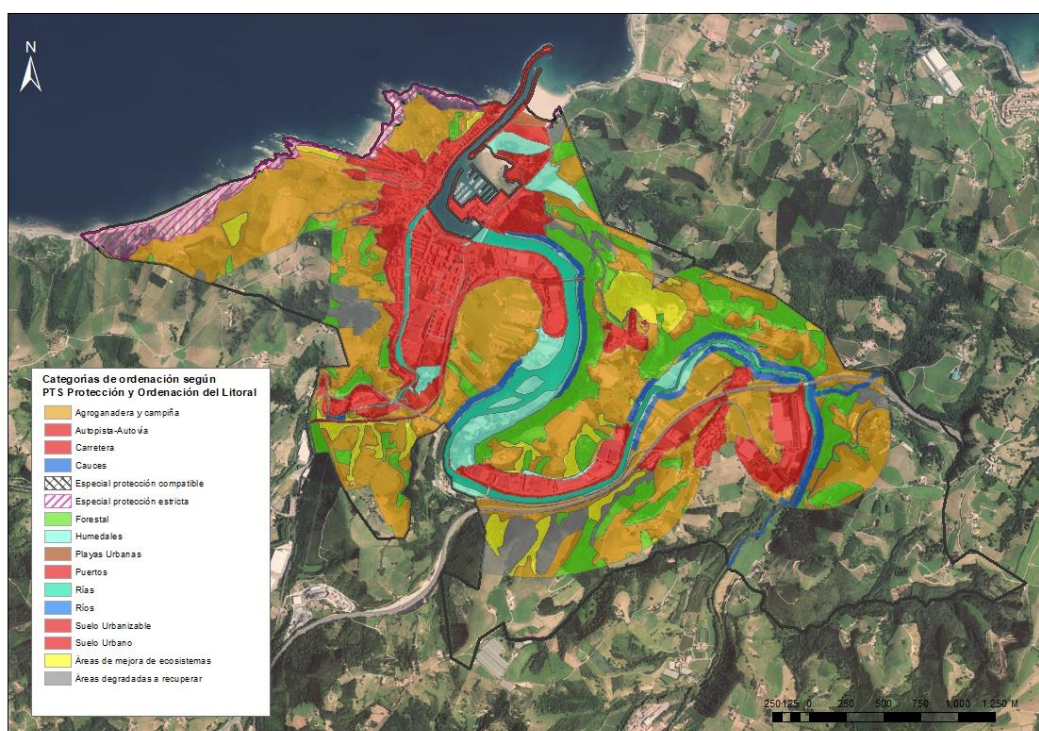 N
Categorías de ordenación según
PTS Protección y Ordenación del Litoral
Agroganadera y campiña
Autopista-Autovía
Carretera
Cauces
Especial protección compatible
Especial protección estricta
Forestal
Humedales
Playas Urbanas
Puertos
Rías
Ríos
Suelo Urbanizable
Suelo Urbano
Áreas de mejora de ecosistemas
Áreas degradadas a recuperar
250 125 0 250 500 750 1.000 1.250 M